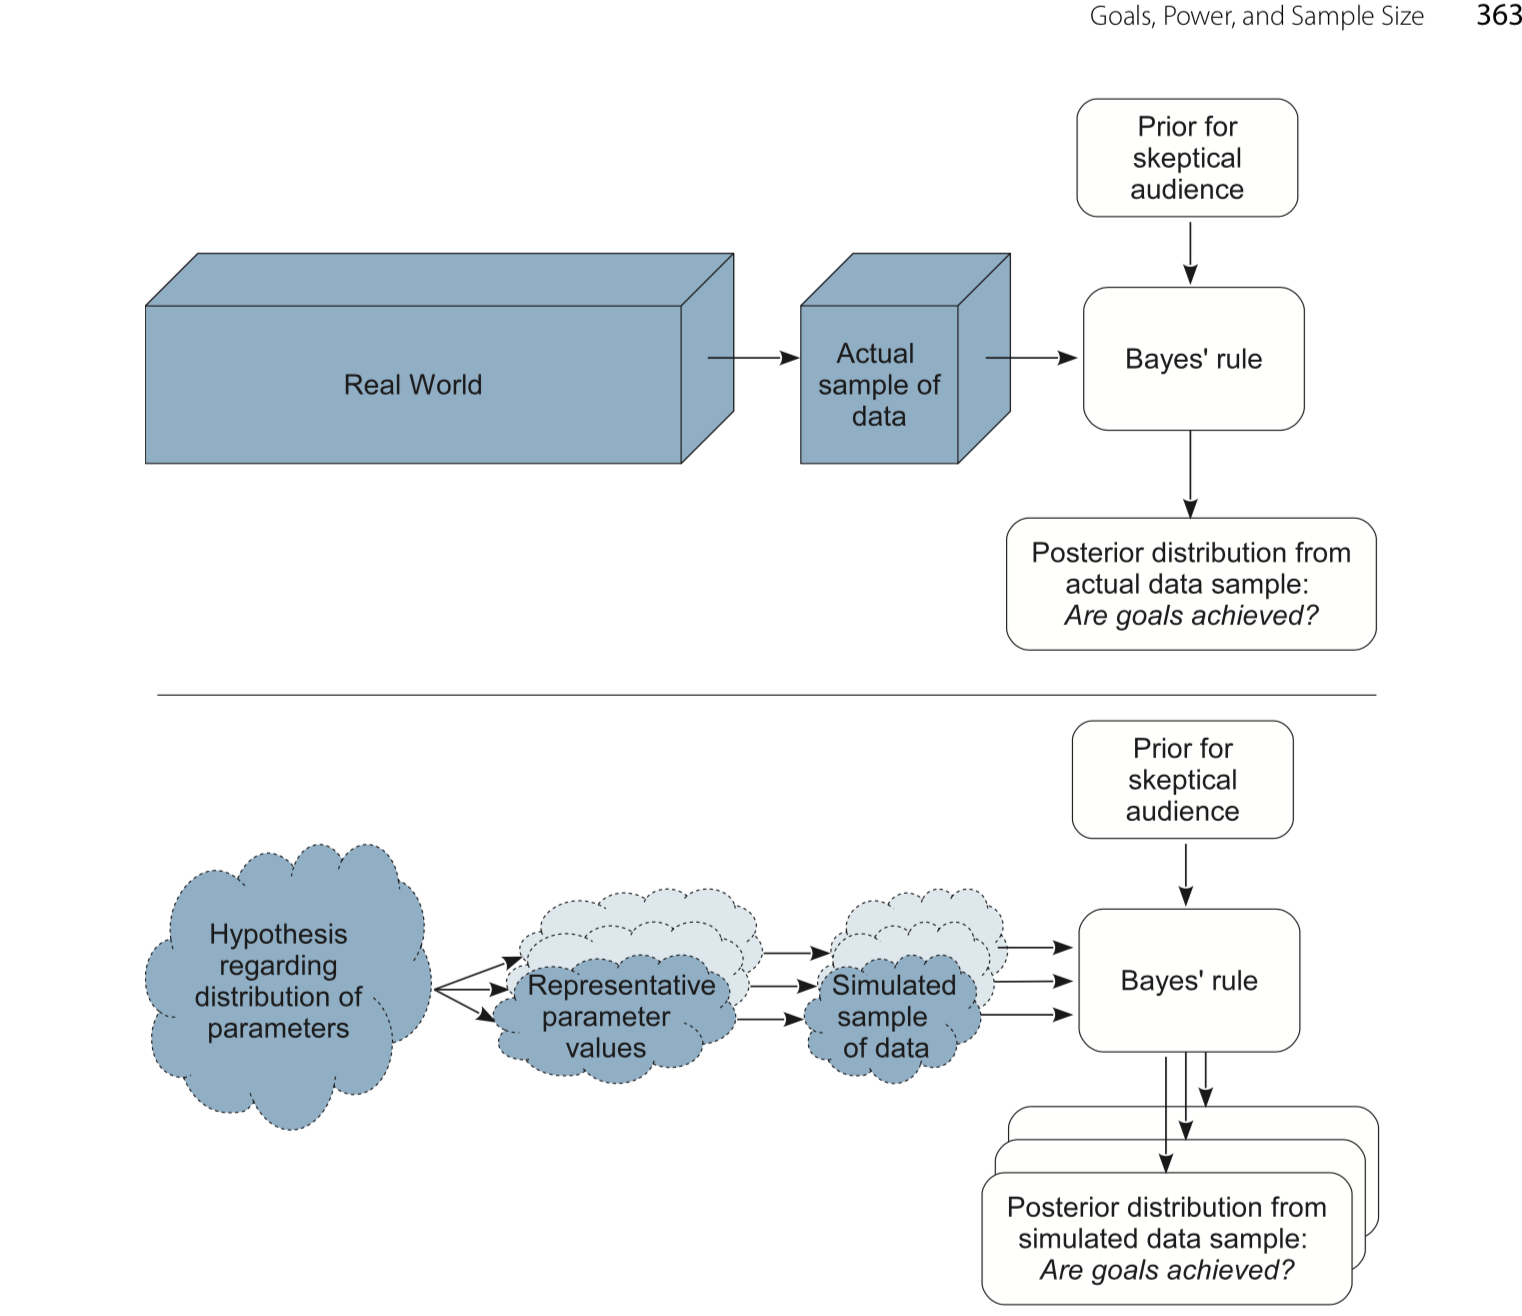 Goals, Power, and Sample Size 363
Prior for
skeptical
audience
Real World
Actual
sample of
data
Bayes' rule
Posterior distribution from
actual data sample:
Are goals achieved?
Prior for
skeptical
audience
Hypothesis
regarding
distribution of
parameters
Representative
parameter
values
Simulated
sample
of data
Bayes' rule
Posterior distribution from
simulated data sample:
Are goals achieved?